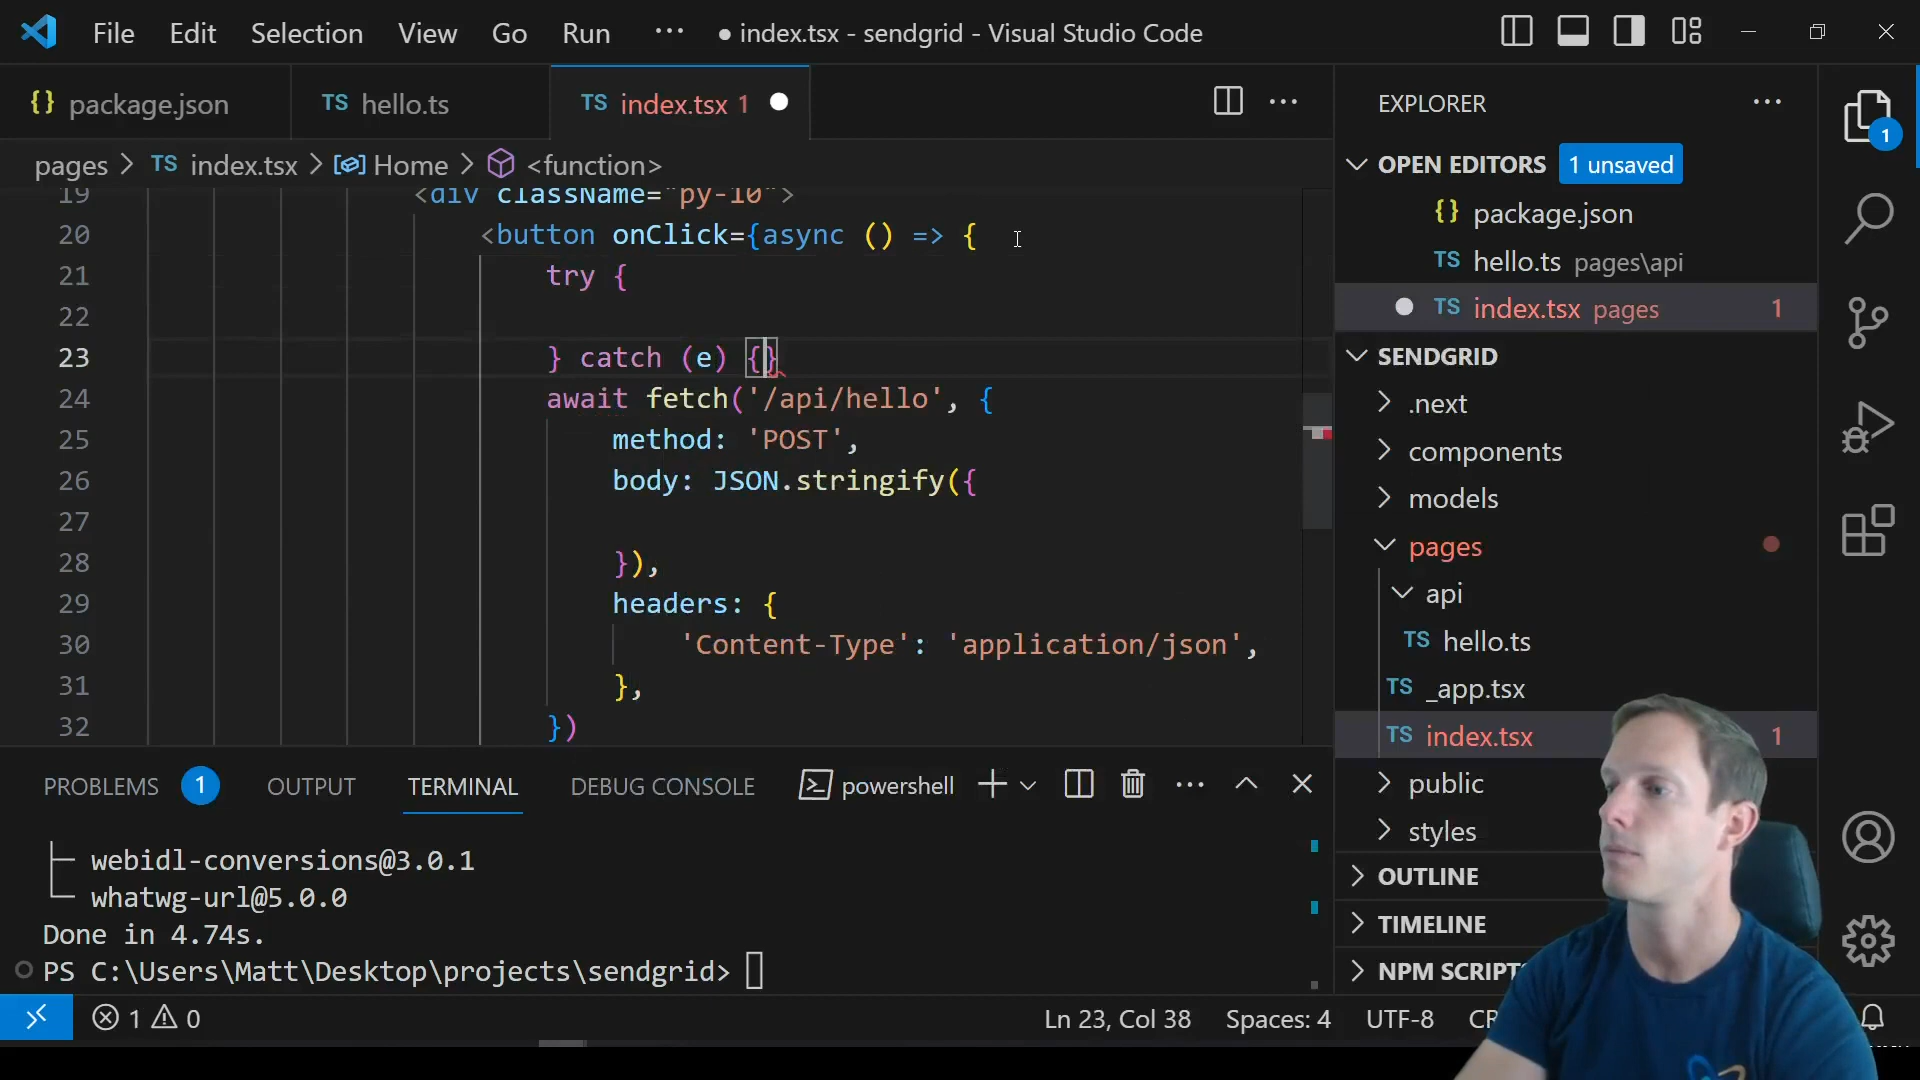 File Edit Selection View Go Run ··· ● index.tsx - sendgrid - Visual Studio Code
{} package.json
TS hello.ts
TS index.tsx 1
pages > TS index.tsx > Home > <function>
19 <div className="py-10">
20 <button onClick={async () => {
21 try {
22
23 } catch (e) {}
24 await fetch('/api/hello', {
25 method: 'POST',
26 body: JSON.stringify({
27
28 }),
29 headers: {
30 'Content-Type': 'application/json',
31 },
32 })
PROBLEMS 1 OUTPUT TERMINAL DEBUG CONSOLE powershell
├─ webidl-conversions@3.0.1
└─ whatwg-url@5.0.0
Done in 4.74s.
PS C:\Users\Matt\Desktop\projects\sendgrid>
1 0 Ln 23, Col 38 Spaces: 4 UTF-8
EXPLORER
OPEN EDITORS 1 unsaved
{} package.json
TS hello.ts pages\api
TS index.tsx pages 1
SENDGRID
.next
components
models
pages
api
TS hello.ts
TS _app.tsx
TS index.tsx 1
public
styles
OUTLINE
TIMELINE
NPM SCRIPTS
1